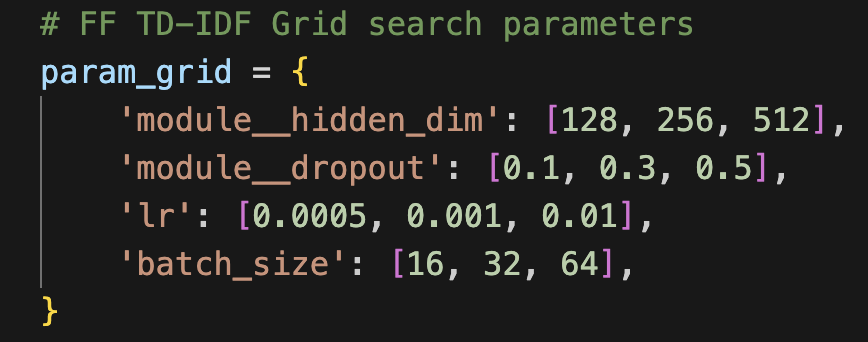 # FF TD-IDF Grid search parameters
param_grid = {
    'module__hidden_dim': [128, 256, 512],
    'module__dropout': [0.1, 0.3, 0.5],
    'lr': [0.0005, 0.001, 0.01],
    'batch_size': [16, 32, 64],
}